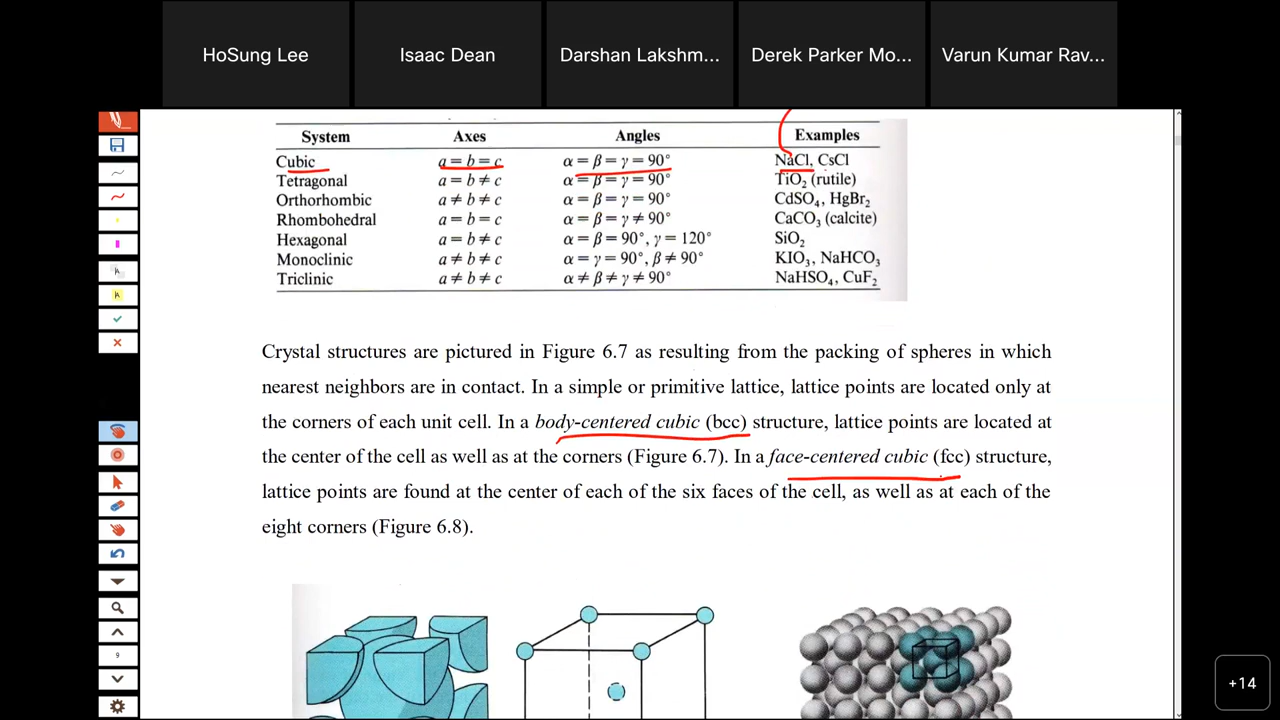 HoSung Lee
Isaac Dean
Darshan Lakshm...
Derek Parker Mo...
Varun Kumar Rav...
System Axes Angles Examples
Cubic a = b = c α = β = γ = 90° NaCl, CsCl
Tetragonal a = b ≠ c α = β = γ = 90° TiO₂ (rutile)
Orthorhombic a ≠ b ≠ c α = β = γ = 90° CdSO₄, HgBr₂
Rhombohedral a = b = c α = β = γ ≠ 90° CaCO₃ (calcite)
Hexagonal a = b ≠ c α = β = 90°, γ = 120° SiO₂
Monoclinic a ≠ b ≠ c α = γ = 90°, β ≠ 90° KIO₃, NaHCO₃
Triclinic a ≠ b ≠ c α ≠ β ≠ γ ≠ 90° NaHSO₄, CuF₂
Crystal structures are pictured in Figure 6.7 as resulting from the packing of spheres in which
nearest neighbors are in contact. In a simple or primitive lattice, lattice points are located only at
the corners of each unit cell. In a body-centered cubic (bcc) structure, lattice points are located at
the center of the cell as well as at the corners (Figure 6.7). In a face-centered cubic (fcc) structure,
lattice points are found at the center of each of the six faces of the cell, as well as at each of the
eight corners (Figure 6.8).
9
+14